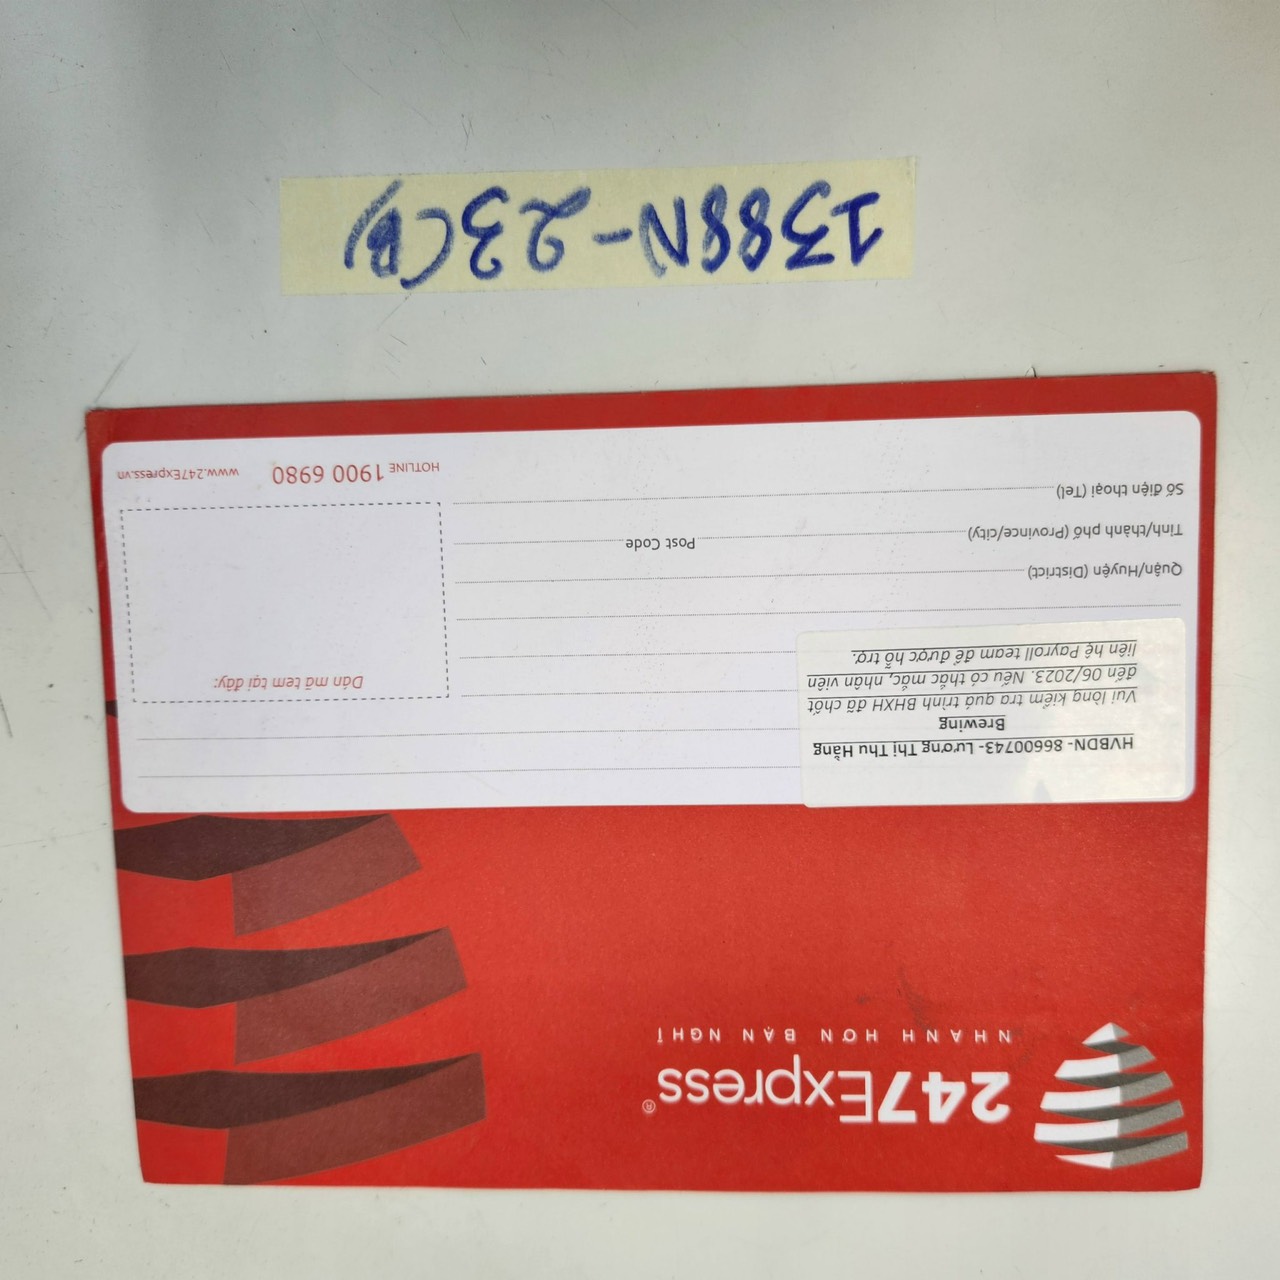 247Express®
NHANH HƠN BẠN NGHĨ
HVBDN- 86600743- Lương Thị Thu Hằng
Brewing
Vui lòng kiểm tra quá trình BHXH đã chốt
đến 06/2023. Nếu có thắc mắc, nhân viên
liên hệ Payroll team để được hỗ trợ.
Dán mã tem tại đây:
Quận/Huyện (District)
Tỉnh/thành phố (Province/city) Post Code
Số điện thoại (Tel)
HOTLINE 1900 6980 www.247Express.vn
1388N-23(B)